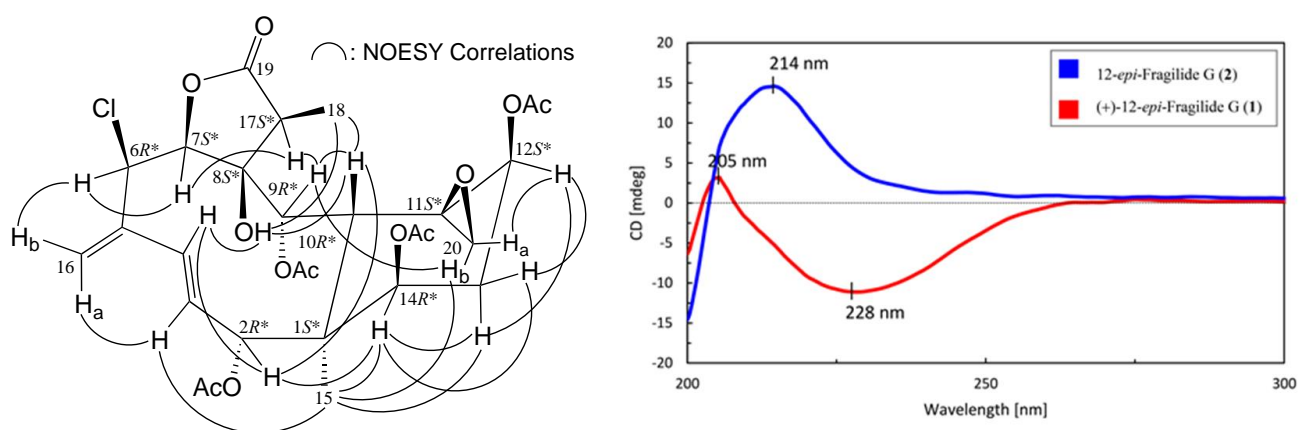 O
19
: NOESY Correlations
O
Cl
18
17S*
OAc
7S*
6R*
H
H
H
12S*
8S*
H
H
9R*
O
H
H
11S*
Hb
OH
10R*
OAc
20
Ha
16
OAc
Hb
H
Ha
14R*
H
H
H
2R*
1S*
AcO
H
15
20
15
10
5
0
-5
-10
-15
-20
CD [mdeg]
214 nm
205 nm
228 nm
12-epi-Fragilide G (2)
(+)-12-epi-Fragilide G (1)
200
250
300
Wavelength [nm]